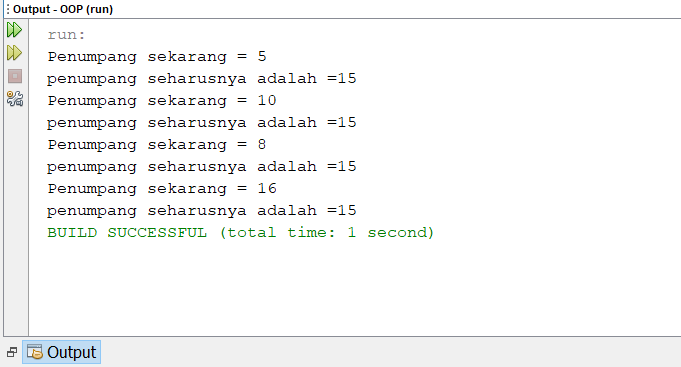 Output - OOP (run)
run:
Penumpang sekarang = 5
penumpang seharusnya adalah =15
Penumpang sekarang = 10
penumpang seharusnya adalah =15
Penumpang sekarang = 8
penumpang seharusnya adalah =15
Penumpang sekarang = 16
penumpang seharusnya adalah =15
BUILD SUCCESSFUL (total time: 1 second)
Output